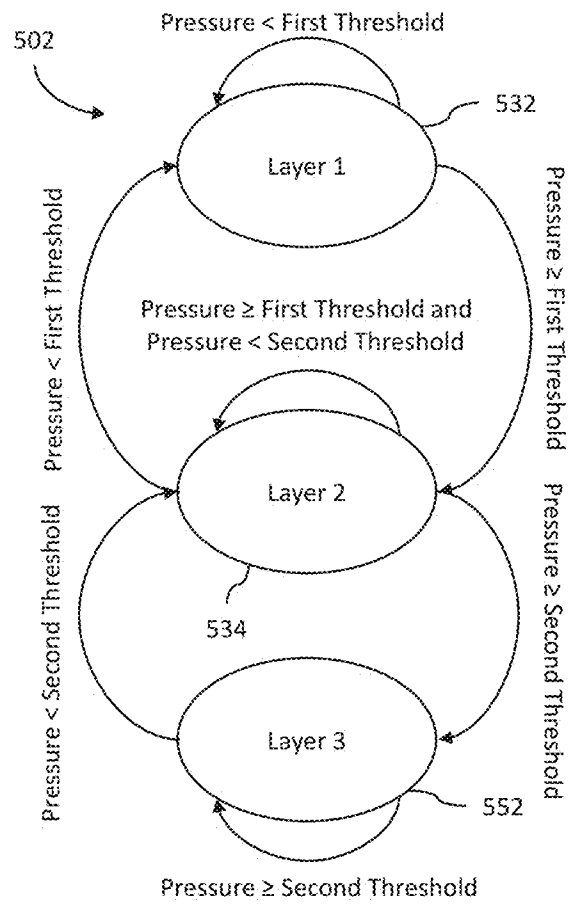 Pressure < First Threshold
502
532
Layer 1
Pressure < First Threshold
Pressure ≥ First Threshold
Pressure ≥ First Threshold and
Pressure < Second Threshold
Layer 2
534
Pressure < Second Threshold
Pressure ≥ Second Threshold
Layer 3
552
Pressure ≥ Second Threshold